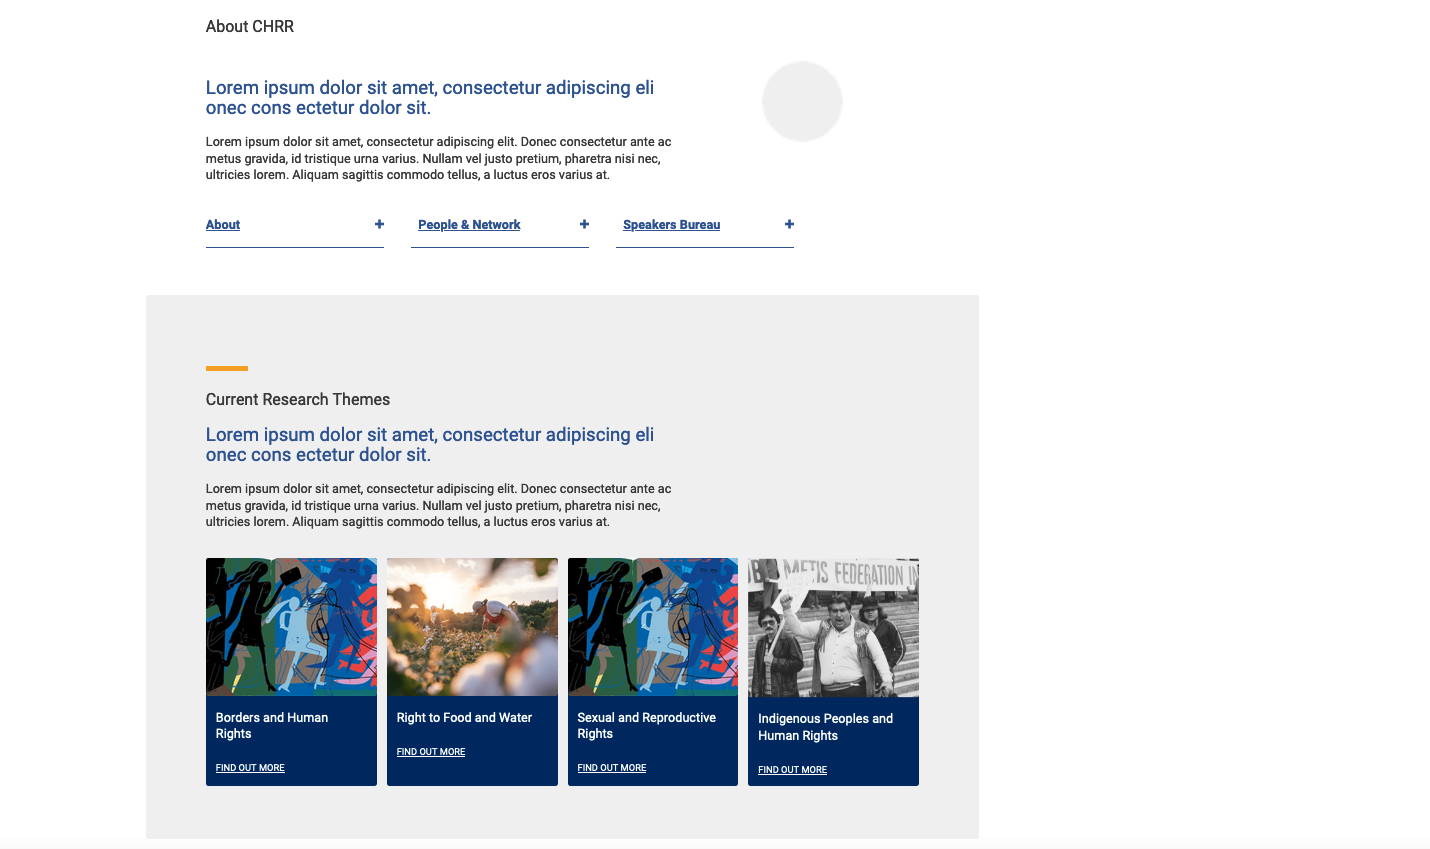 About CHRR
Lorem ipsum dolor sit amet, consectetur adipiscing eli
onec cons ectetur dolor sit.
Lorem ipsum dolor sit amet, consectetur adipiscing elit. Donec consectetur ante ac
metus gravida, id tristique urna varius. Nullam vel justo pretium, pharetra nisi nec,
ultricies lorem. Aliquam sagittis commodo tellus, a luctus eros varius at.
About +
People & Network +
Speakers Bureau +
Current Research Themes
Lorem ipsum dolor sit amet, consectetur adipiscing eli
onec cons ectetur dolor sit.
Lorem ipsum dolor sit amet, consectetur adipiscing elit. Donec consectetur ante ac
metus gravida, id tristique urna varius. Nullam vel justo pretium, pharetra nisi nec,
ultricies lorem. Aliquam sagittis commodo tellus, a luctus eros varius at.
Borders and Human
Rights
FIND OUT MORE
Right to Food and Water
FIND OUT MORE
Sexual and Reproductive
Rights
FIND OUT MORE
FEDERATION
Indigenous Peoples and
Human Rights
FIND OUT MORE